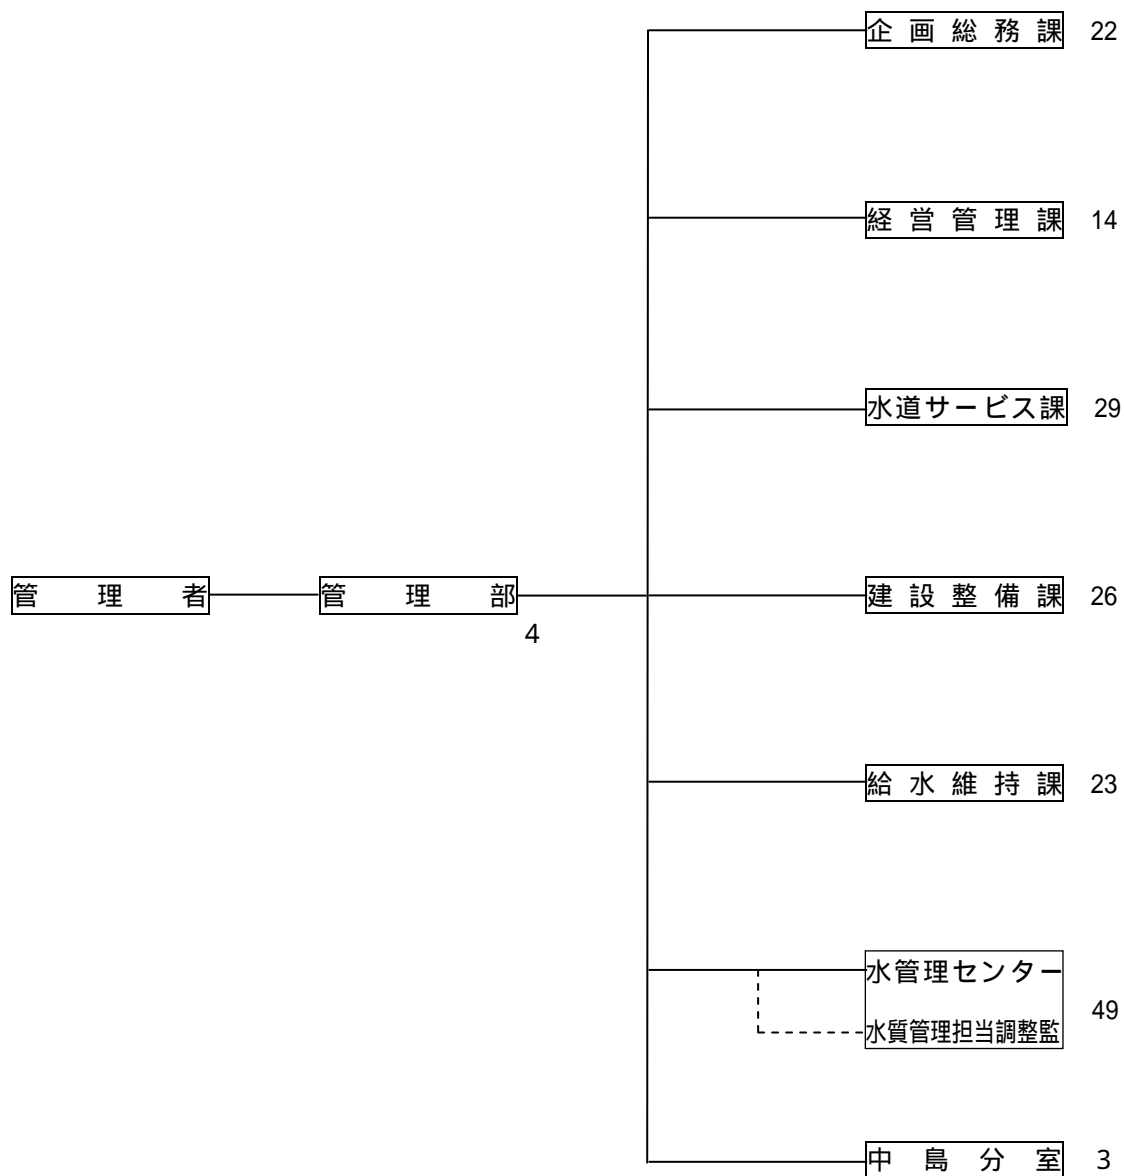 企画総務課 22
経営管理課 14
水道サービス課 29
管理者 管理部 建設整備課 26
4
給水維持課 23
水管理センター
49
水質管理担当調整監
中島分室 3